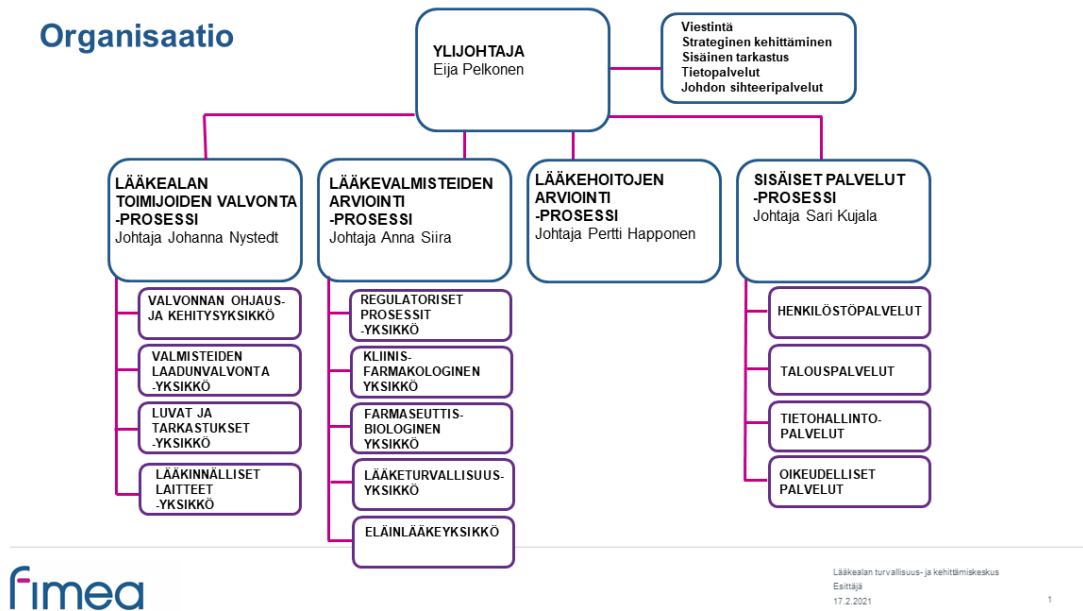 Organisaatio
YLIJOHTAJA
Eija Pelkonen
Viestintä
Strateginen kehittäminen
Sisäinen tarkastus
Tietopalvelut
Johdon sihteeripalvelut
LÄÄKEALAN
TOIMIJOIDEN VALVONTA
-PROSESSI
Johtaja Johanna Nystedt
LÄÄKEVALMISTEIDEN
ARVIOINTI
-PROSESSI
Johtaja Anna Siira
LÄÄKEHOITOJEN
ARVIOINTI
-PROSESSI
Johtaja Pertti Happonen
SISÄISET PALVELUT
-PROSESSI
Johtaja Sari Kujala
VALVONNAN OHJAUS-
JA KEHITYSYKSIKKÖ
VALMISTEIDEN
LAADUNVALVONTA
-YKSIKKÖ
LUVAT JA
TARKASTUKSET
-YKSIKKÖ
LÄÄKINNÄLLISET
LAITTEET
-YKSIKKÖ
REGULATORISET
PROSESSIT
-YKSIKKÖ
KLIINIS-
FARMAKOLOGINEN
YKSIKKÖ
FARMASEUTTIS-
BIOLOGINEN
YKSIKKÖ
LÄÄKETURVALLISUUS-
YKSIKKÖ
ELÄINLÄÄKEYKSIKKÖ
HENKILÖSTÖPALVELUT
TALOUSPALVELUT
TIETOHALLINTO-
PALVELUT
OIKEUDELLISET
PALVELUT
fimea
Lääkealan turvallisuus- ja kehittämiskeskus
Esittäjä
17.2.2021
1